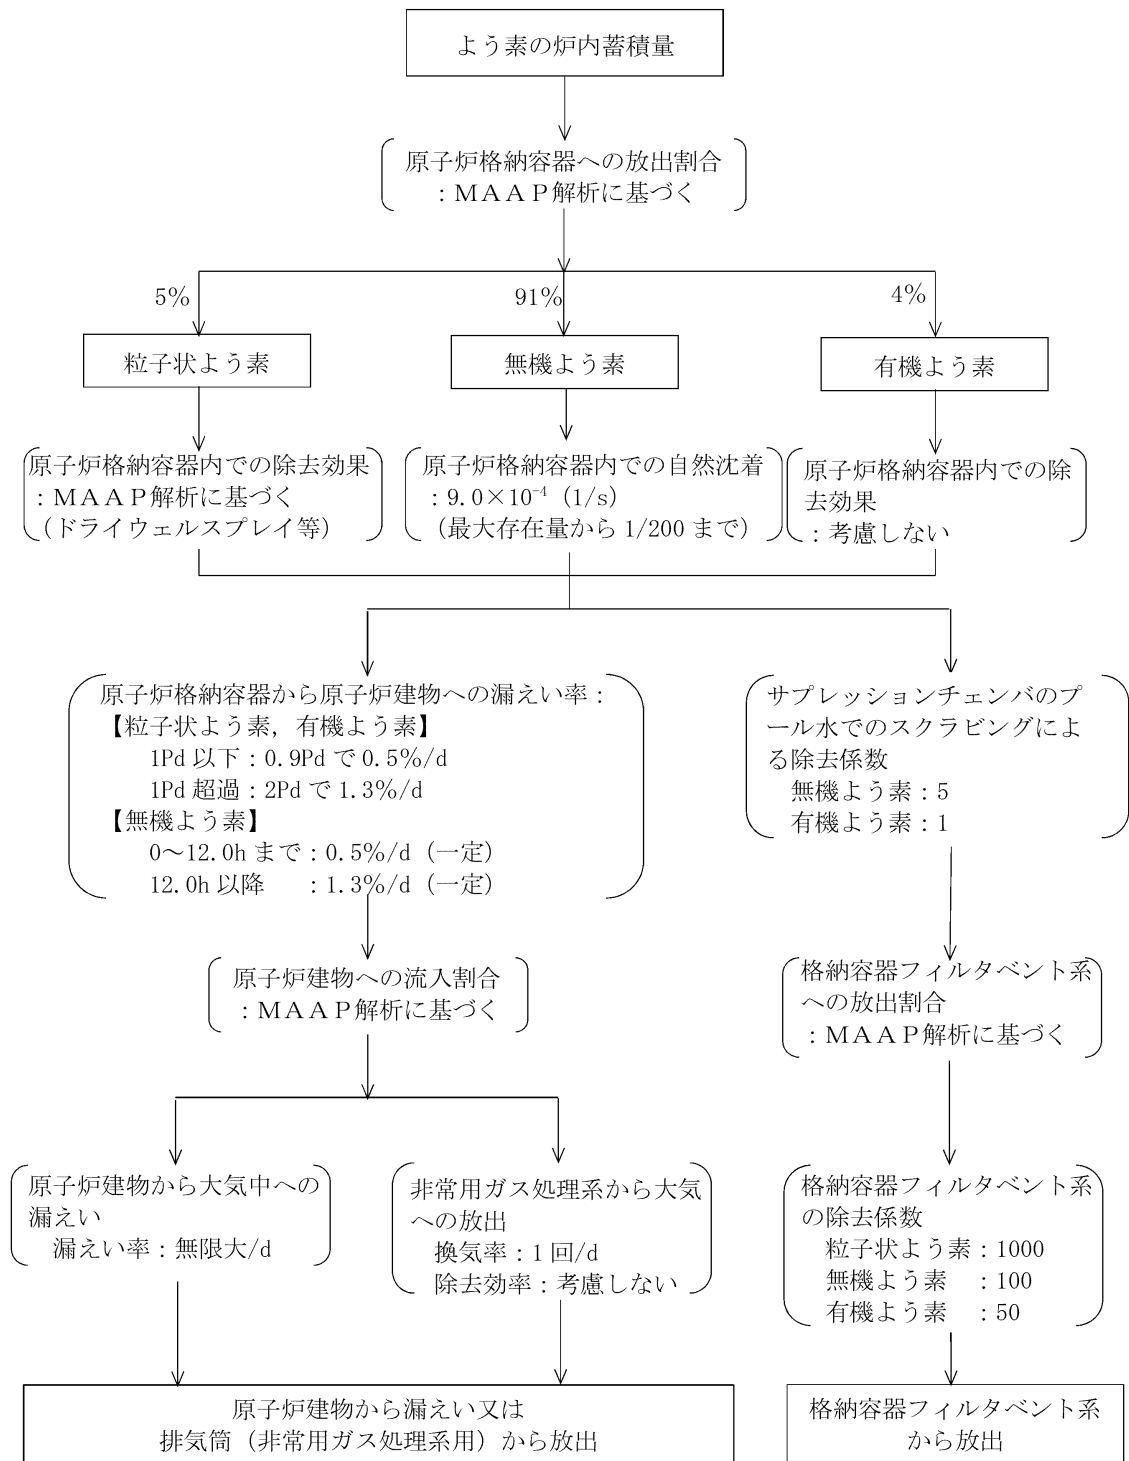 よう素の炉内蓄積量
原子炉格納容器への放出割合
：ＭＡＡＰ解析に基づく
5%
91%
4%
粒子状よう素
無機よう素
有機よう素
原子炉格納容器内での除去効果
：ＭＡＡＰ解析に基づく
（ドライウェルスプレイ等）
原子炉格納容器内での自然沈着
：9.0×10⁻⁴（1/s）
（最大存在量から 1/200 まで）
原子炉格納容器内での除
去効果
：考慮しない
原子炉格納容器から原子炉建物への漏えい率：
【粒子状よう素，有機よう素】
1Pd 以下：0.9Pd で 0.5%/d
1Pd 超過：2Pd で 1.3%/d
【無機よう素】
0～12.0h まで：0.5%/d（一定）
12.0h 以降　　：1.3%/d（一定）
サプレッションチェンバのプ
ール水でのスクラビングによ
る除去係数
無機よう素：5
有機よう素：1
原子炉建物への流入割合
：ＭＡＡＰ解析に基づく
格納容器フィルタベント系
への放出割合
：ＭＡＡＰ解析に基づく
原子炉建物から大気中への
漏えい
漏えい率：無限大/d
非常用ガス処理系から大気
への放出
換気率：1 回/d
除去効率：考慮しない
格納容器フィルタベント系
の除去係数
粒子状よう素：1000
無機よう素　：100
有機よう素　：50
原子炉建物から漏えい又は
排気筒（非常用ガス処理系用）から放出
格納容器フィルタベント系
から放出